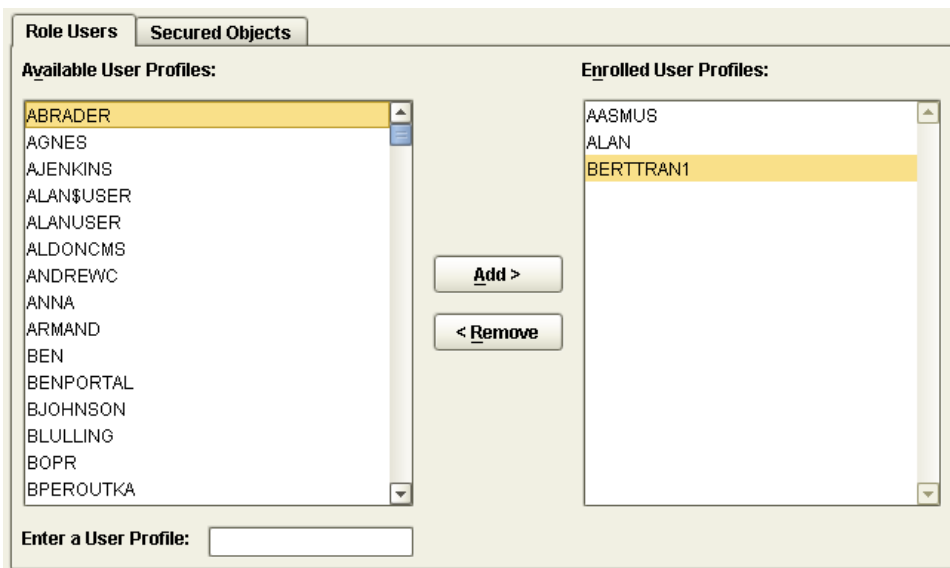 Role Users
Secured Objects
Available User Profiles:
ABRADER
AGNES
AJENKINS
ALAN$USER
ALANUSER
ALDONCMS
ANDREWC
ANNA
ARMAND
BEN
BENPORTAL
BJOHNSON
BLULLING
BOPR
BPEROUTKA
Enter a User Profile:
Add >
< Remove
Enrolled User Profiles:
AASMUS
ALAN
BERTTRAN1